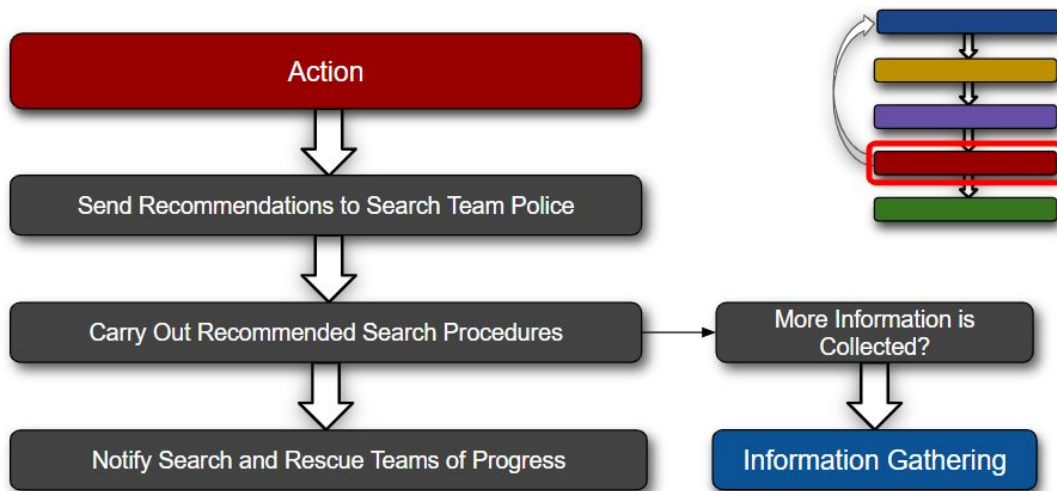 Action
Send Recommendations to Search Team Police
Carry Out Recommended Search Procedures
More Information is
Collected?
Notify Search and Rescue Teams of Progress
Information Gathering